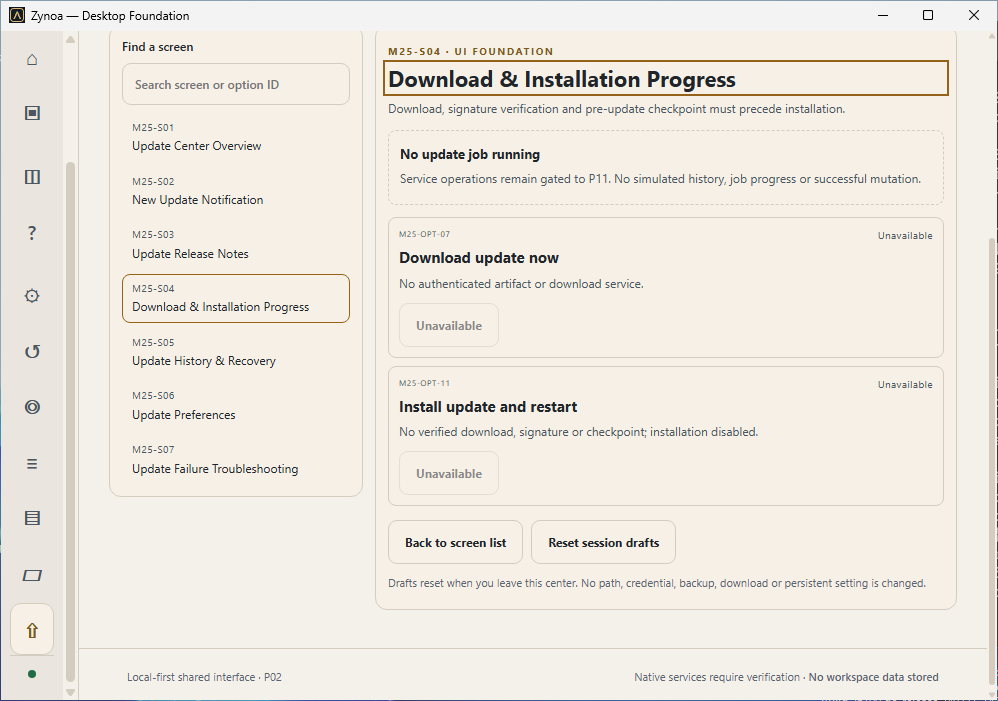 Zynoa — Desktop Foundation
Find a screen
Search screen or option ID
M25-S01
Update Center Overview
M25-S02
New Update Notification
M25-S03
Update Release Notes
M25-S04
Download & Installation Progress
M25-S05
Update History & Recovery
M25-S06
Update Preferences
M25-S07
Update Failure Troubleshooting
M25-S04 · UI FOUNDATION
Download & Installation Progress
Download, signature verification and pre-update checkpoint must precede installation.
No update job running
Service operations remain gated to P11. No simulated history, job progress or successful mutation.
M25-OPT-07
Unavailable
Download update now
No authenticated artifact or download service.
Unavailable
M25-OPT-11
Unavailable
Install update and restart
No verified download, signature or checkpoint; installation disabled.
Unavailable
Back to screen list
Reset session drafts
Drafts reset when you leave this center. No path, credential, backup, download or persistent setting is changed.
Local-first shared interface · P02
Native services require verification · No workspace data stored